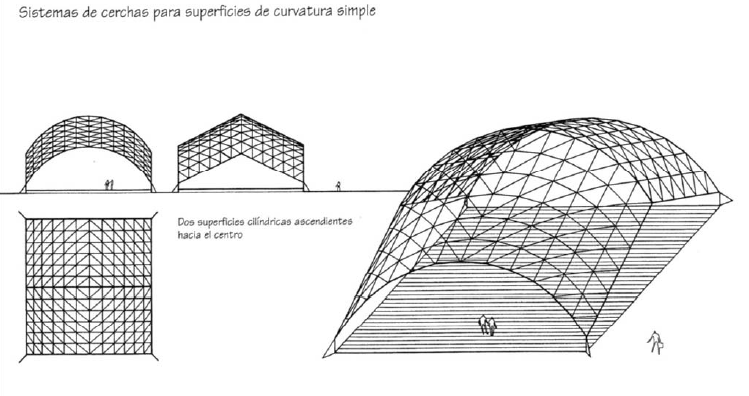 Sistemas de cerchas para superficies de curvatura simple
Dos superficies cilíndricas ascendientes
hacia el centro